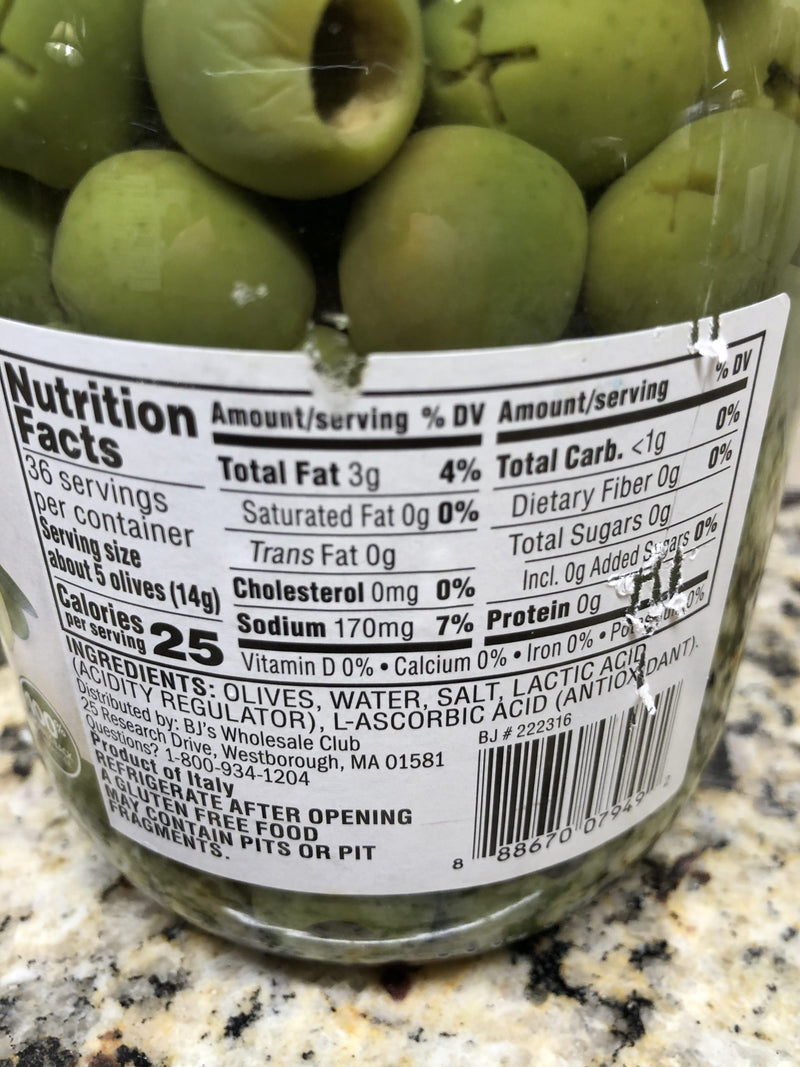 Nutrition
Facts
36 servings
per container
Serving size
about 5 olives (14g)
Calories
per serving
25
Amount/serving % DV
Total Fat 3g 4%
Saturated Fat 0g 0%
Trans Fat 0g
Cholesterol 0mg 0%
Sodium 170mg 7%
Amount/serving % DV
Total Carb. <1g 0%
Dietary Fiber 0g 0%
Total Sugars 0g
Incl. 0g Added Sugars 0%
Protein 0g
Vitamin D 0% • Calcium 0% • Iron 0% • Potassium 0%
INGREDIENTS: OLIVES, WATER, SALT, LACTIC ACID
(ACIDITY REGULATOR), L-ASCORBIC ACID (ANTIOXIDANT).
Distributed by: BJ's Wholesale Club
25 Research Drive, Westborough, MA 01581
Questions? 1-800-934-1204
Product of Italy
REFRIGERATE AFTER OPENING
A GLUTEN FREE FOOD
MAY CONTAIN PITS OR PIT
FRAGMENTS.
BJ # 222316
8 88670 07949 2